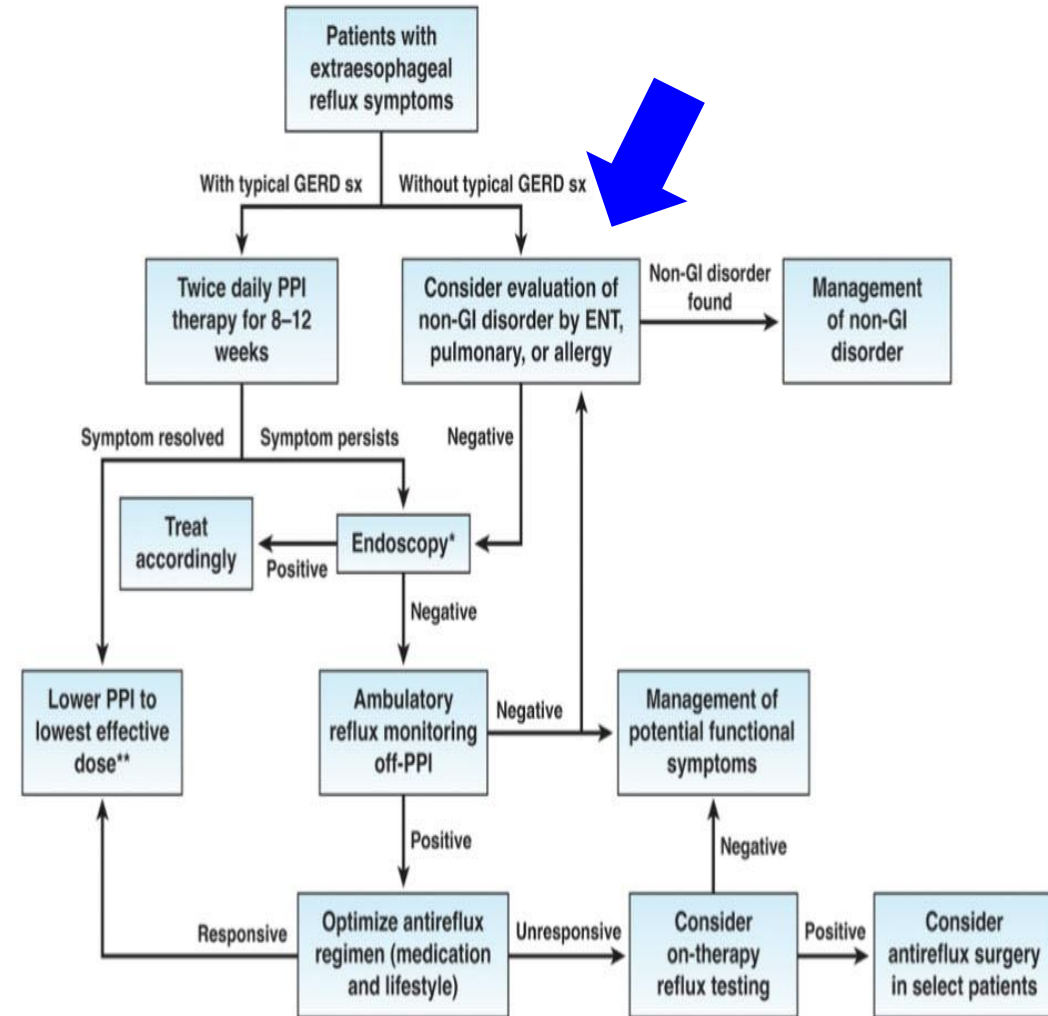 Patients with
extraesophageal
reflux symptoms
With typical GERD sx
Without typical GERD sx
Twice daily PPI
therapy for 8–12
weeks
Consider evaluation of
non-GI disorder by ENT,
pulmonary, or allergy
Non-GI disorder
found
Management
of non-GI
disorder
Symptom resolved
Symptom persists
Negative
Treat
accordingly
Positive
Endoscopy*
Negative
Lower PPI to
lowest effective
dose**
Ambulatory
reflux monitoring
off-PPI
Negative
Management of
potential functional
symptoms
Positive
Negative
Responsive
Optimize antireflux
regimen (medication
and lifestyle)
Unresponsive
Consider
on-therapy
reflux testing
Positive
Consider
antireflux surgery
in select patients